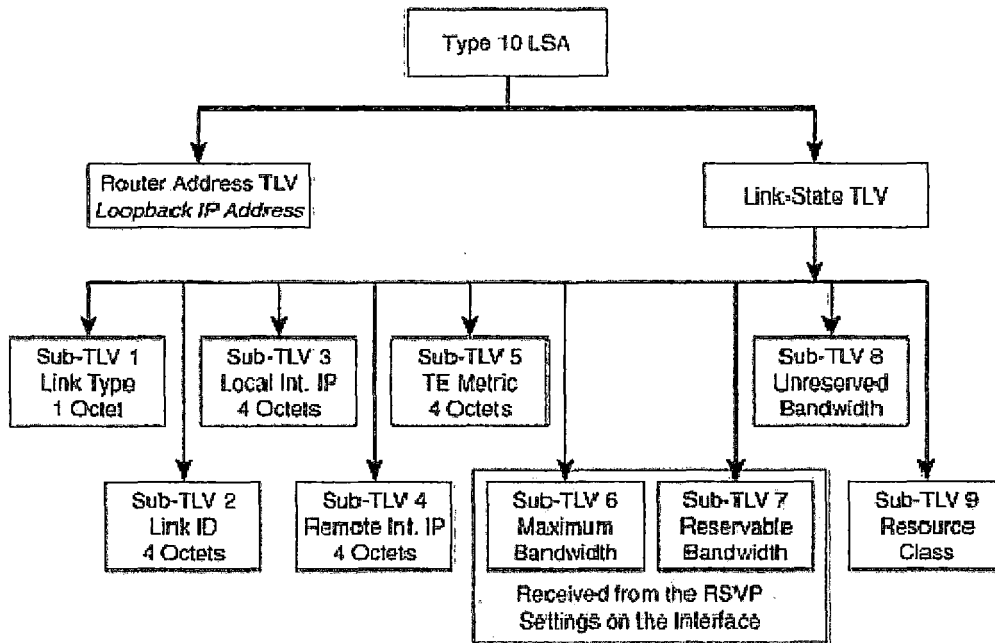 Type 10 LSA
Router Address TLV
Loopback IP Address
Link-State TLV
Sub-TLV 1
Link Type
1 Octet
Sub-TLV 3
Local Int. IP
4 Octets
Sub-TLV 5
TE Metric
4 Octets
Sub-TLV 8
Unreserved
Bandwidth
Sub-TLV 2
Link ID
4 Octets
Sub-TLV 4
Remote Int. IP
4 Octets
Sub-TLV 6
Maximum
Bandwidth
Sub-TLV 7
Reservable
Bandwidth
Sub-TLV 9
Resource
Class
Received from the RSVP
Settings on the Interface